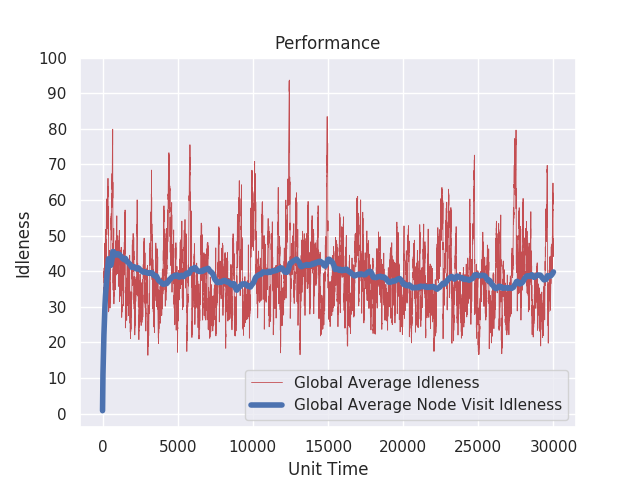 Performance
100
90
80
70
60
50
40
30
20
10
0
Idleness
Global Average Idleness
Global Average Node Visit Idleness
0 5000 10000 15000 20000 25000 30000
Unit Time